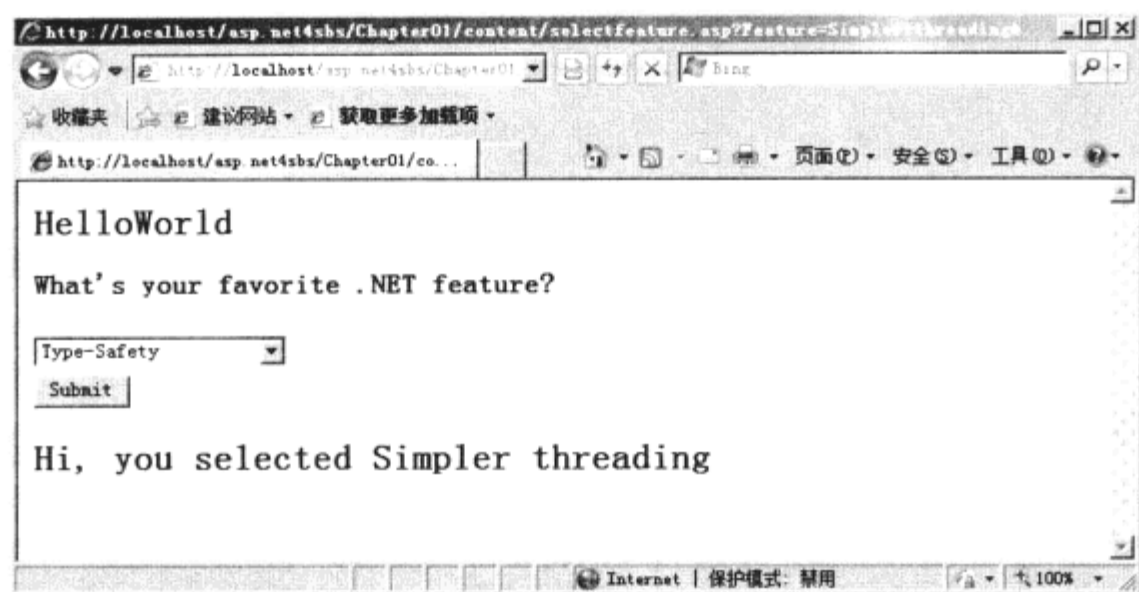 http://localhost/asp.net4sbs/Chapter01/content/selectfeature.asp?Feature=Simpler+threading&
http://localhost/asp.net4sbs/Chapter01
Bing
收藏夹 建议网站 获取更多加载项
http://localhost/asp.net4sbs/Chapter01/co...
页面(P) 安全(S) 工具(O)
HelloWorld
What's your favorite .NET feature?
Type-Safety
Submit
Hi, you selected Simpler threading
Internet | 保护模式: 禁用
100%